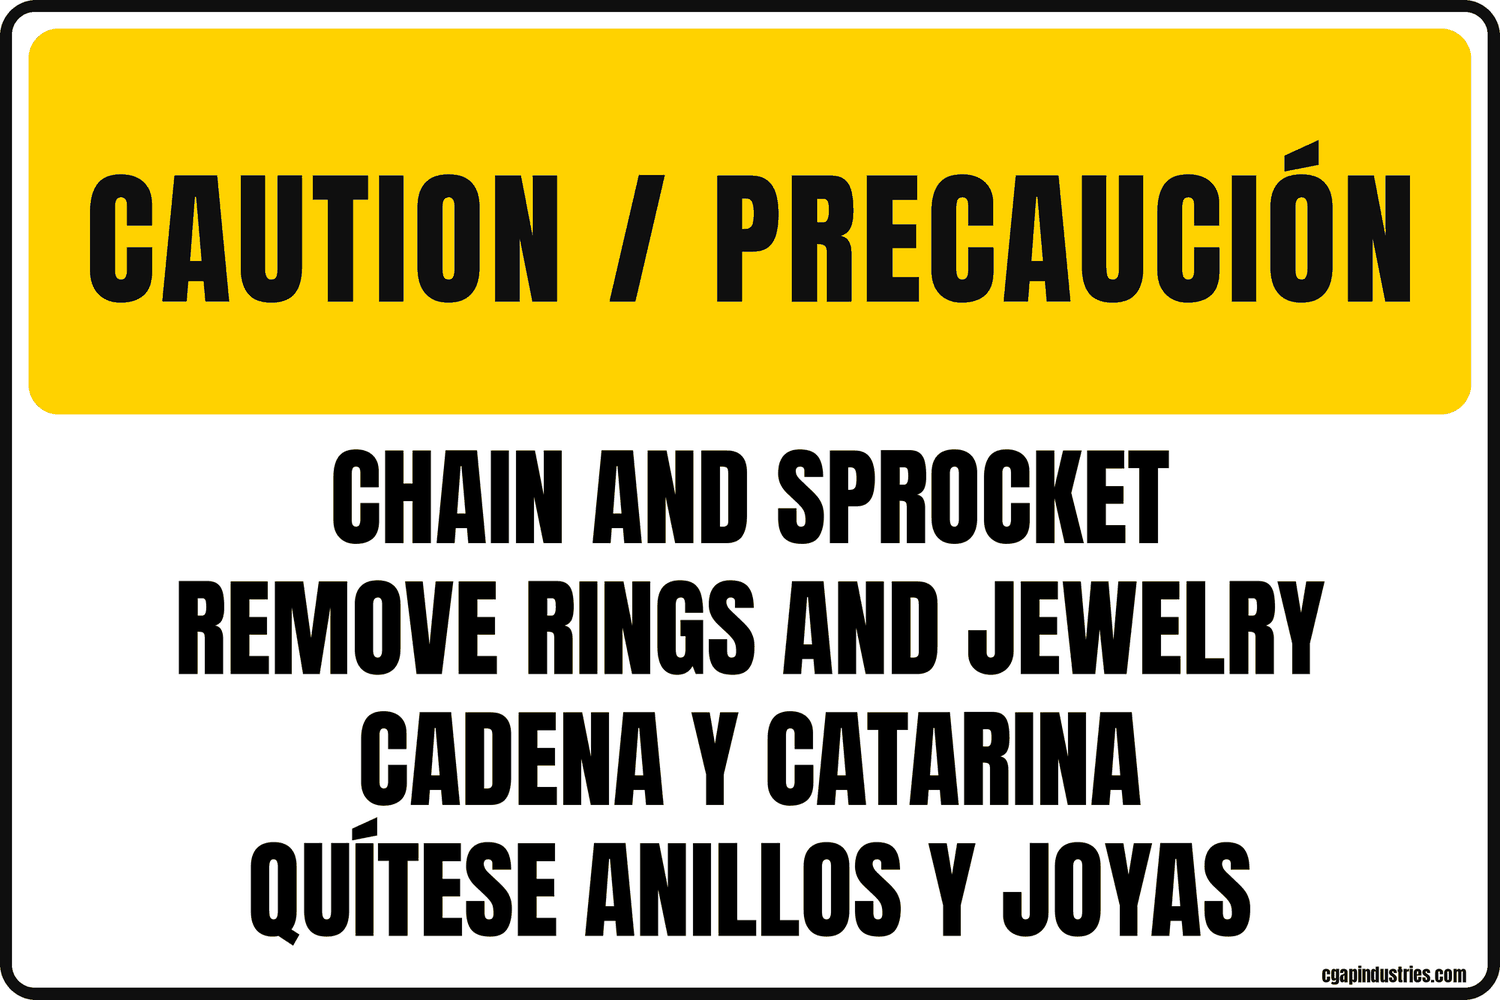 CAUTION / PRECAUCIÓN
CHAIN AND SPROCKET
REMOVE RINGS AND JEWELRY
CADENA Y CATARINA
QUÍTESE ANILLOS Y JOYAS
cgapindustries.com